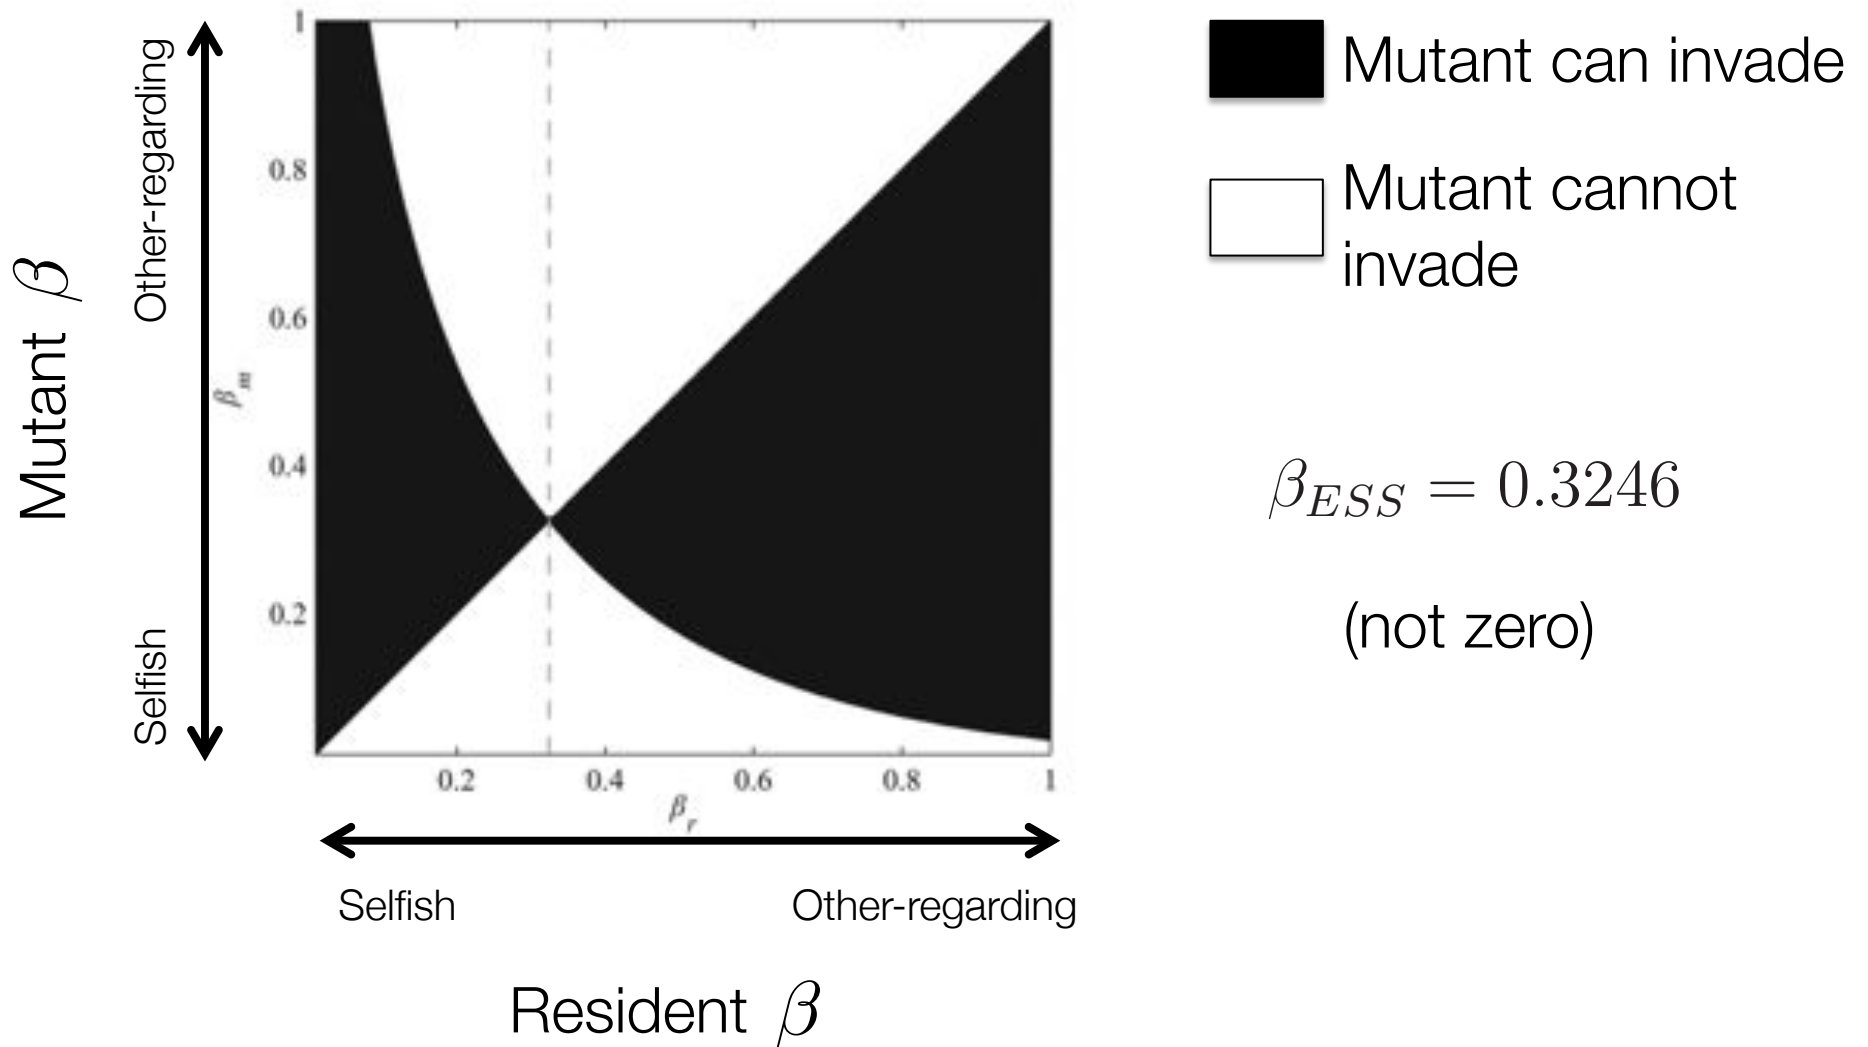 Mutant β
Other-regarding
Selfish
β_m
1
0.8
0.6
0.4
0.2
0.2 0.4 0.6 0.8 1
β_r
Selfish Other-regarding
Resident β
Mutant can invade
Mutant cannot
invade
β_ESS = 0.3246
(not zero)